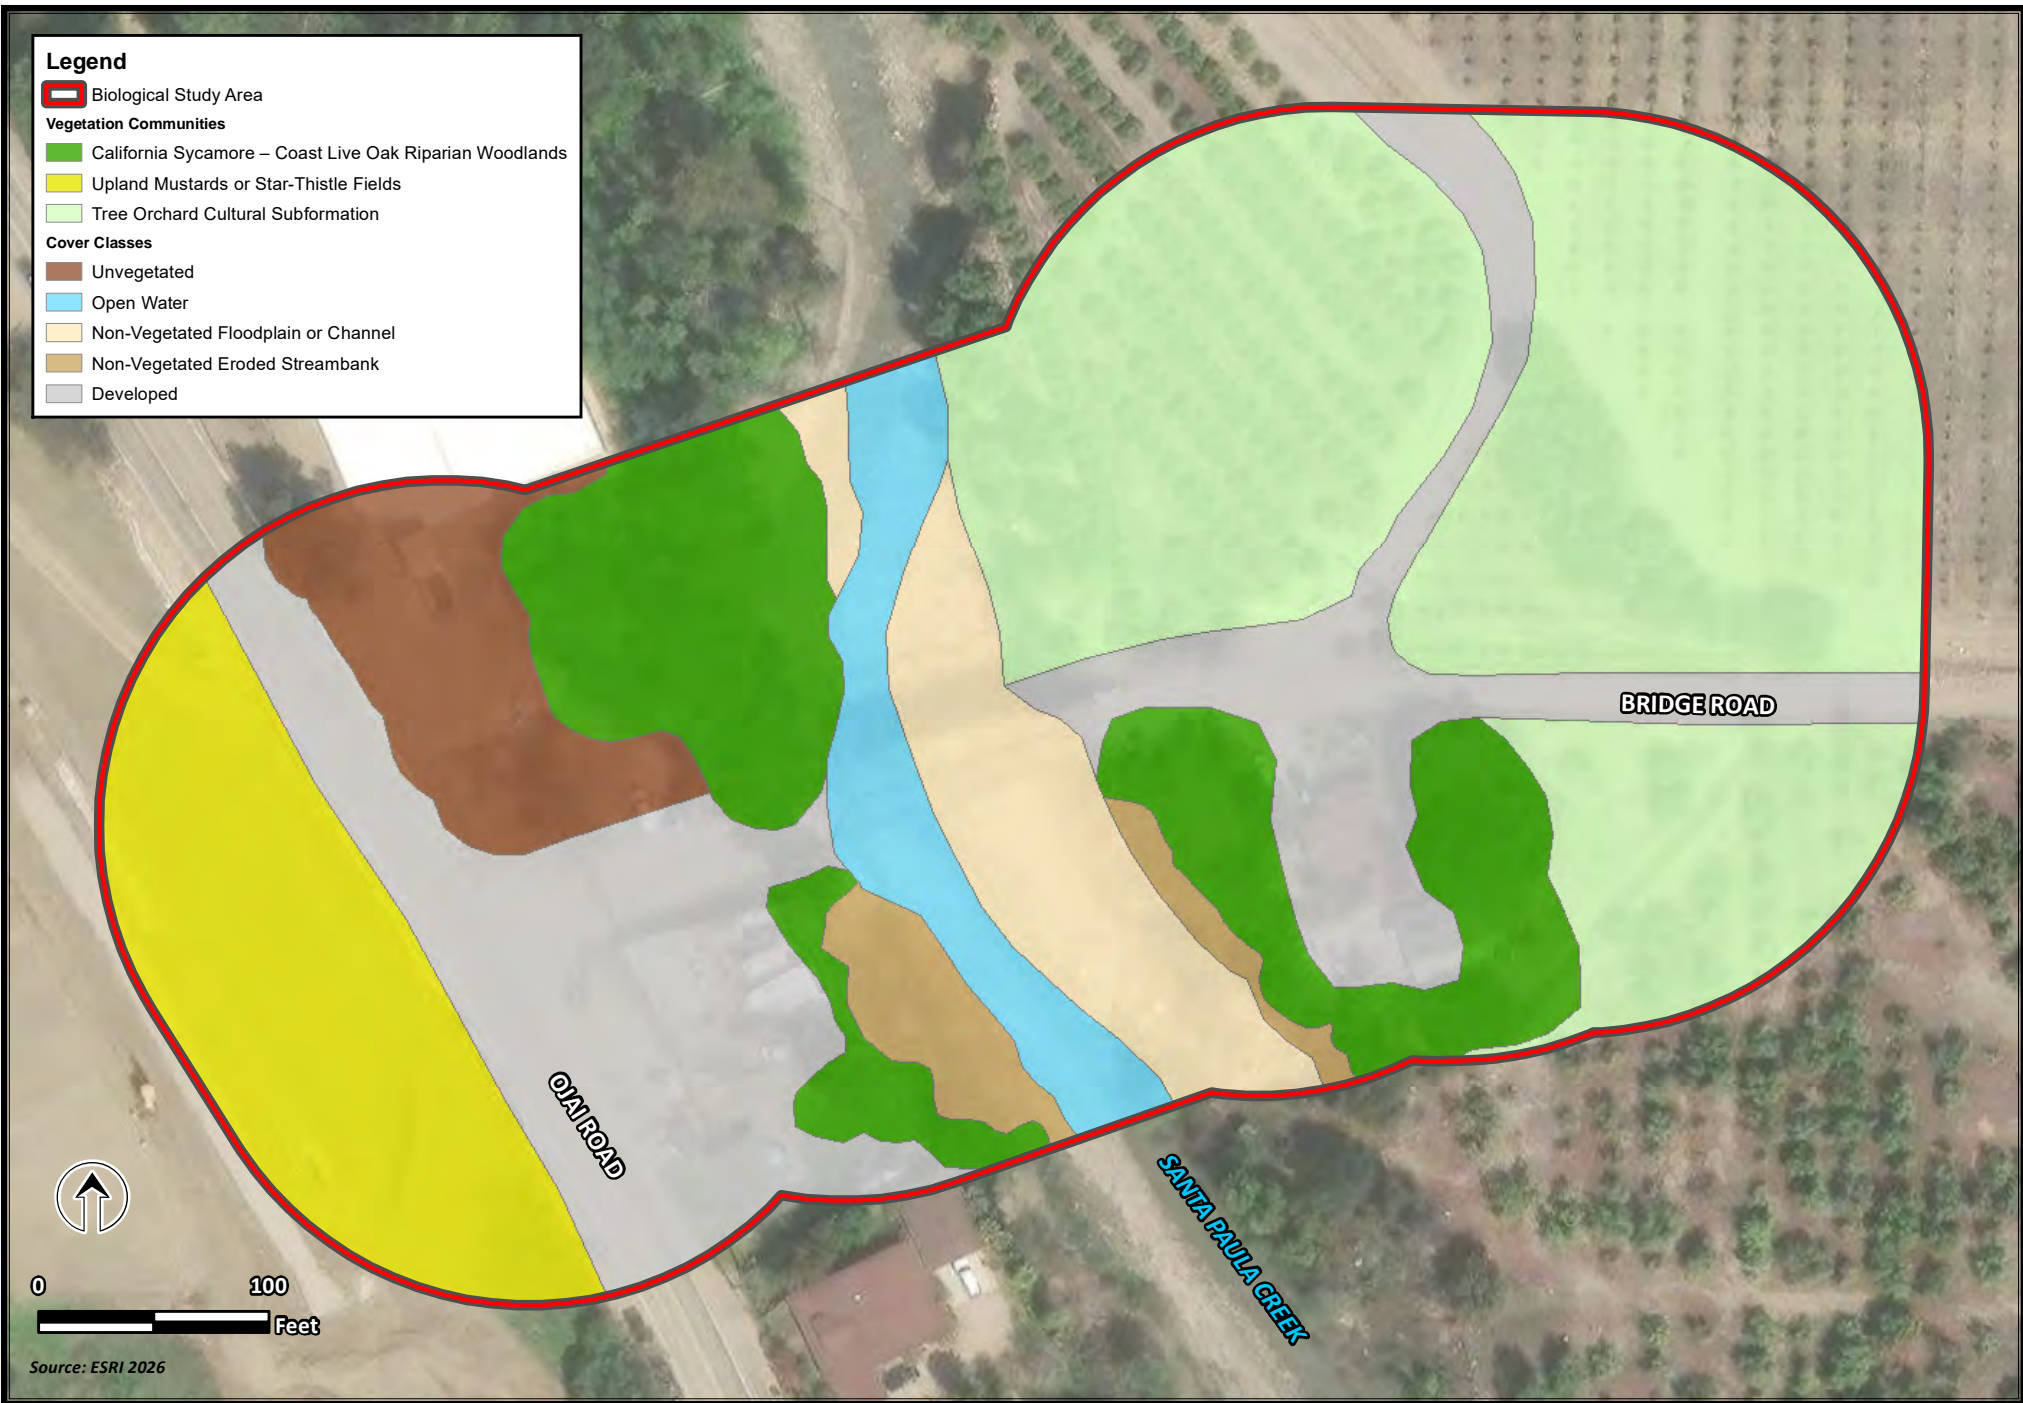 Legend
Biological Study Area
Vegetation Communities
California Sycamore – Coast Live Oak Riparian Woodlands
Upland Mustards or Star-Thistle Fields
Tree Orchard Cultural Subformation
Cover Classes
Unvegetated
Open Water
Non-Vegetated Floodplain or Channel
Non-Vegetated Eroded Streambank
Developed
BRIDGE ROAD
OJAI ROAD
SANTA PAULA CREEK
0 100
Feet
Source: ESRI 2026